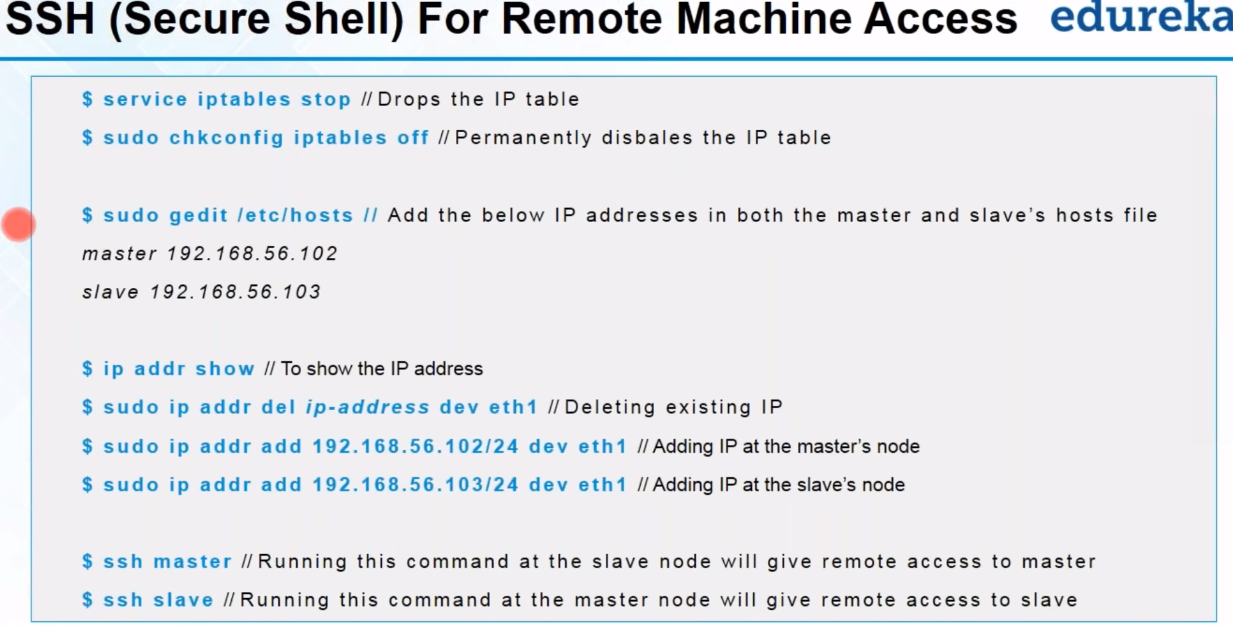 SSH (Secure Shell) For Remote Machine Access edureka
$ service iptables stop // Drops the IP table
$ sudo chkconfig iptables off // Permanently disbales the IP table
$ sudo gedit /etc/hosts // Add the below IP addresses in both the master and slave's hosts file
master 192.168.56.102
slave 192.168.56.103
$ ip addr show // To show the IP address
$ sudo ip addr del ip-address dev eth1 // Deleting existing IP
$ sudo ip addr add 192.168.56.102/24 dev eth1 // Adding IP at the master's node
$ sudo ip addr add 192.168.56.103/24 dev eth1 // Adding IP at the slave's node
$ ssh master // Running this command at the slave node will give remote access to master
$ ssh slave // Running this command at the master node will give remote access to slave